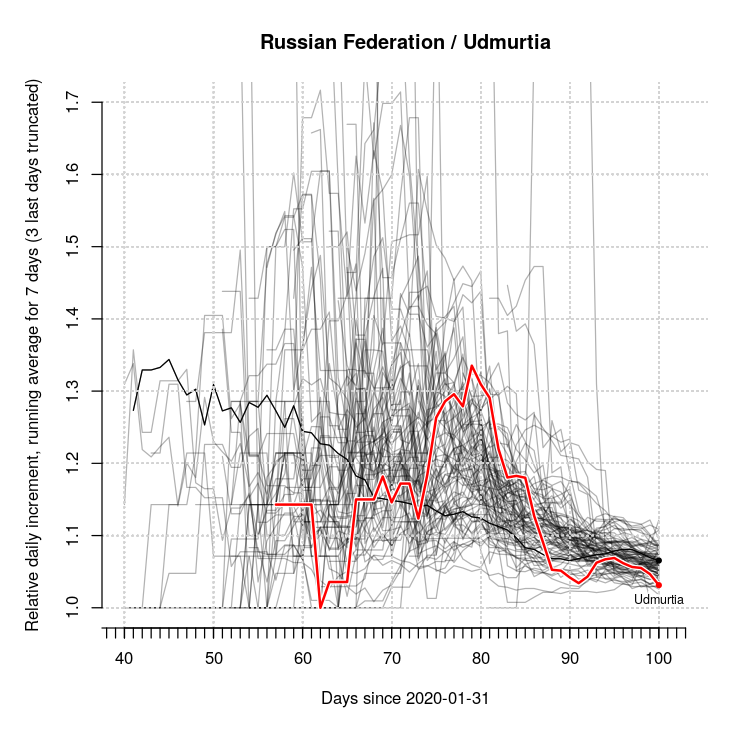 Russian Federation / Udmurtia
Relative daily increment, running average for 7 days (3 last days truncated)
1.7
1.6
1.5
1.4
1.3
1.2
1.1
1.0
Udmurtia
40 50 60 70 80 90 100
Days since 2020-01-31